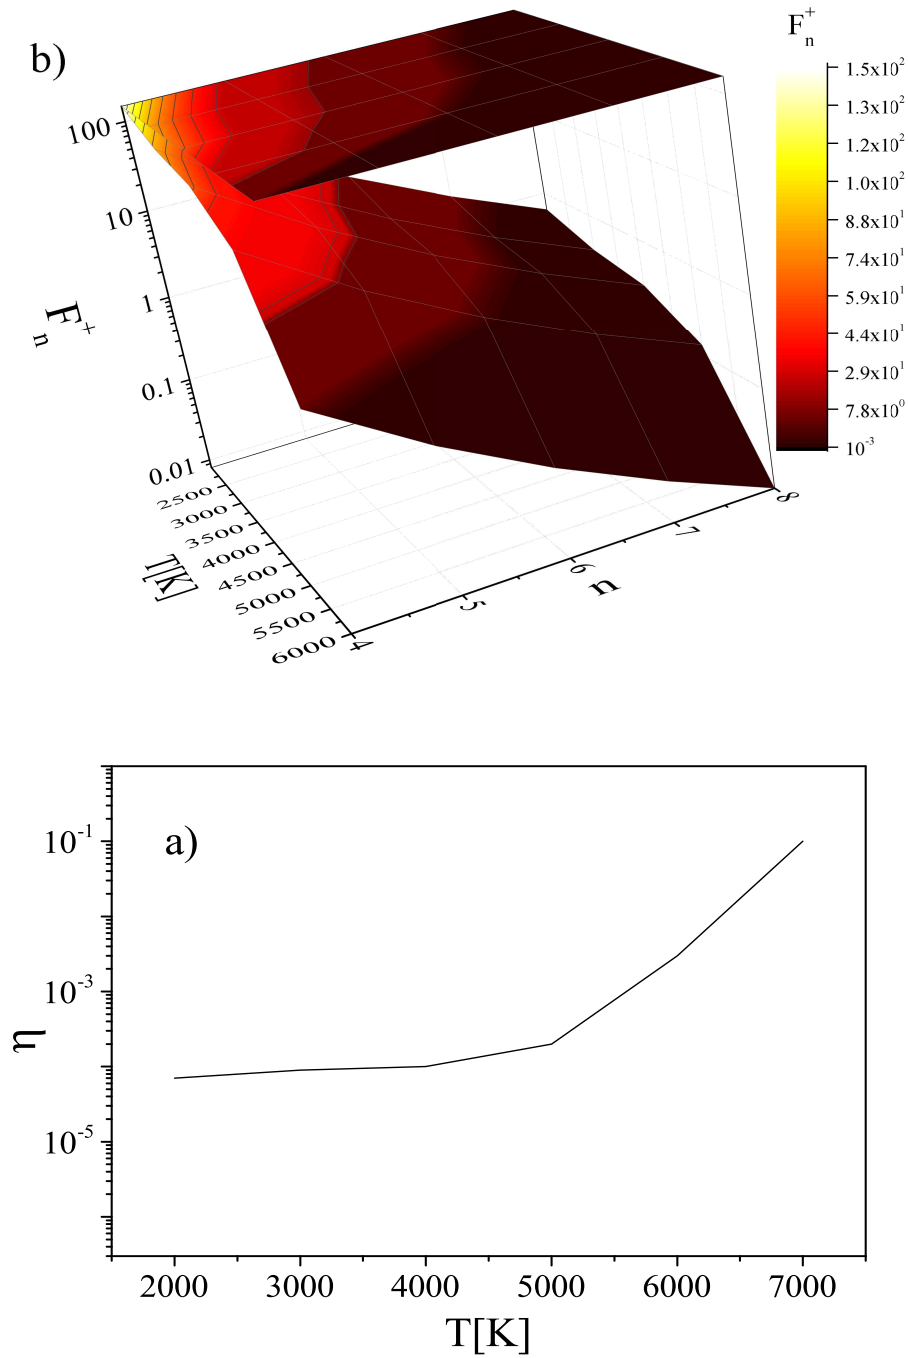 b)
F_n^+
1.5x10^2
1.3x10^2
1.2x10^2
1.0x10^2
8.8x10^1
7.4x10^1
5.9x10^1
4.4x10^1
2.9x10^1
7.8x10^0
10^-3
100
10
1
0.1
0.01
F_n^+
2500
3000
3500
4000
4500
5000
5500
6000
T[K]
4
5
6
7
8
n
a)
10^-1
10^-3
10^-5
η
2000
3000
4000
5000
6000
7000
T[K]